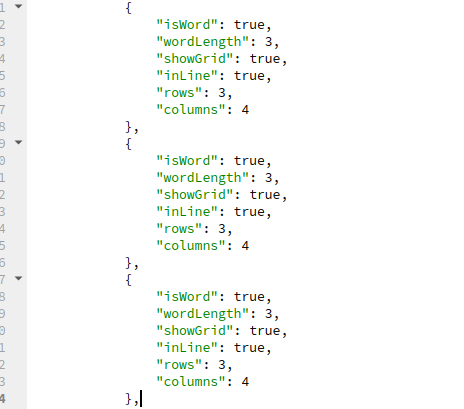 1 {
2 "isWord": true,
3 "wordLength": 3,
4 "showGrid": true,
5 "inLine": true,
6 "rows": 3,
7 "columns": 4
8 },
9 {
0 "isWord": true,
1 "wordLength": 3,
2 "showGrid": true,
3 "inLine": true,
4 "rows": 3,
5 "columns": 4
6 },
7 {
8 "isWord": true,
9 "wordLength": 3,
0 "showGrid": true,
1 "inLine": true,
2 "rows": 3,
3 "columns": 4
4 },